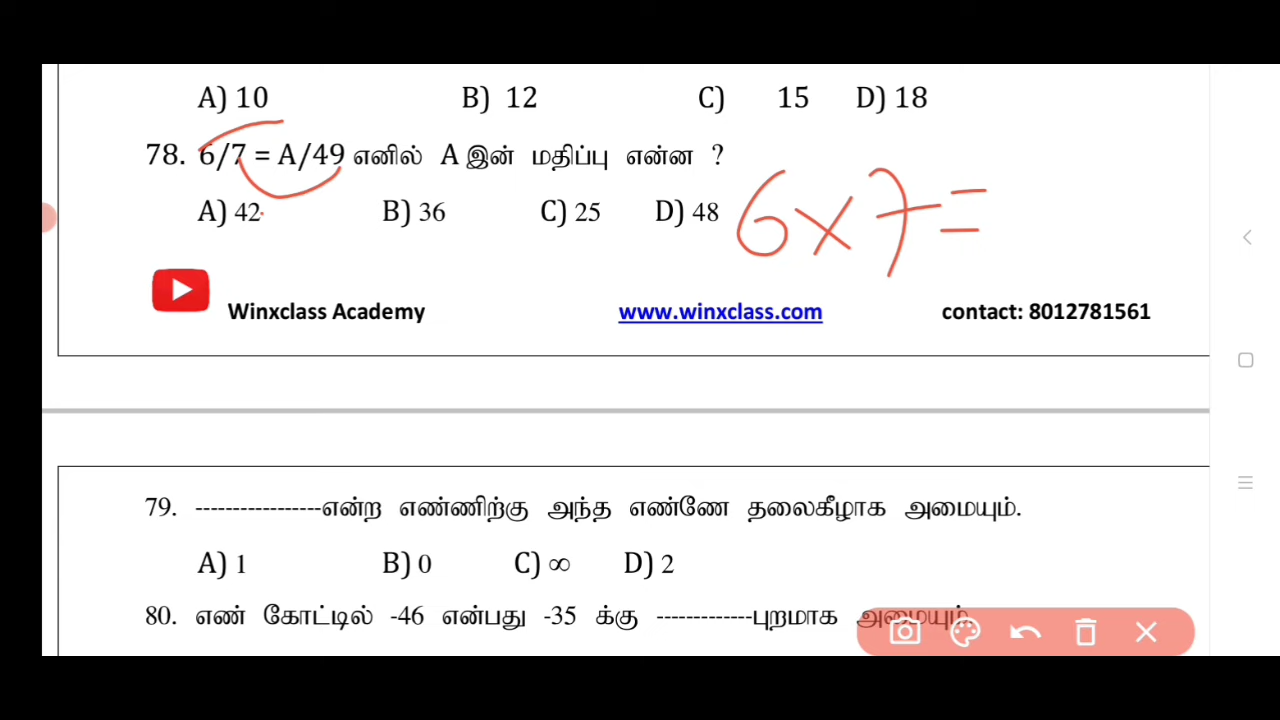 A) 10 B) 12 C) 15 D) 18
78. 6/7 = A/49 எனில் A இன் மதிப்பு என்ன ?
A) 42 B) 36 C) 25 D) 48
6 x 7 =
Winxclass Academy www.winxclass.com contact: 8012781561
79. -----------------என்ற எண்ணிற்கு அந்த எண்ணே தலைகீழாக அமையும்.
A) 1 B) 0 C) ∞ D) 2
80. எண் கோட்டில் -46 என்பது -35 க்கு -------------புறமாக அமையும்.